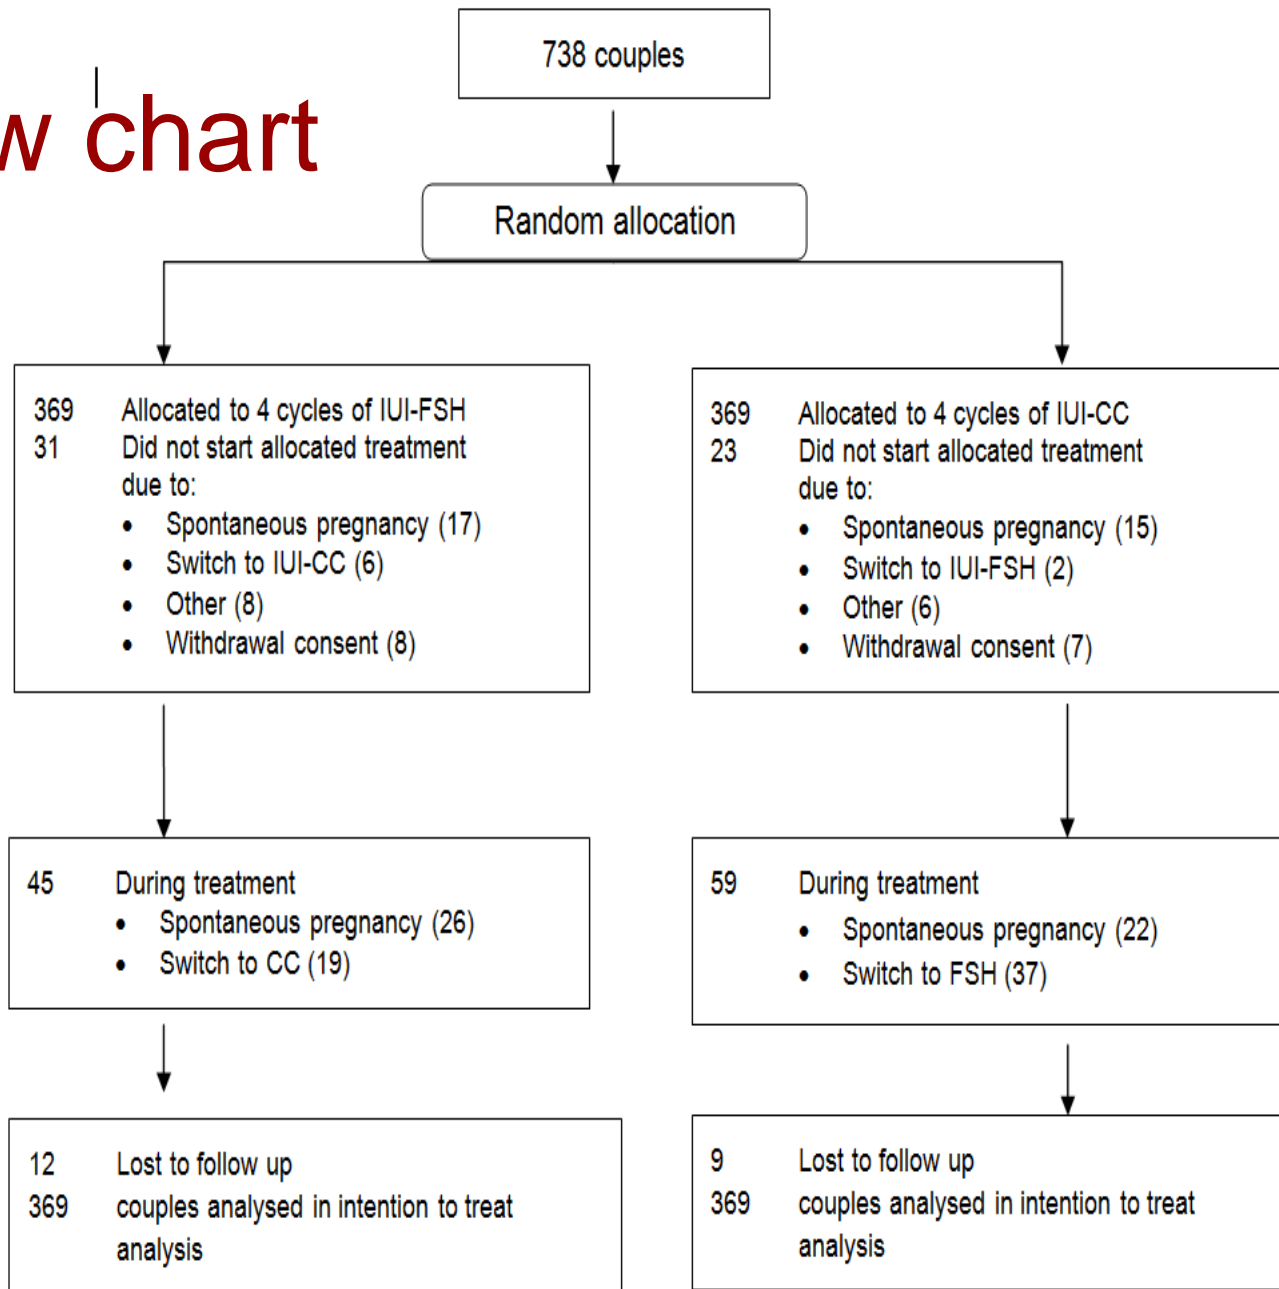 738 couples
w chart
Random allocation
369 Allocated to 4 cycles of IUI-FSH
31 Did not start allocated treatment
due to:
• Spontaneous pregnancy (17)
• Switch to IUI-CC (6)
• Other (8)
• Withdrawal consent (8)
369 Allocated to 4 cycles of IUI-CC
23 Did not start allocated treatment
due to:
• Spontaneous pregnancy (15)
• Switch to IUI-FSH (2)
• Other (6)
• Withdrawal consent (7)
45 During treatment
• Spontaneous pregnancy (26)
• Switch to CC (19)
59 During treatment
• Spontaneous pregnancy (22)
• Switch to FSH (37)
12 Lost to follow up
369 couples analysed in intention to treat
analysis
9 Lost to follow up
369 couples analysed in intention to treat
analysis